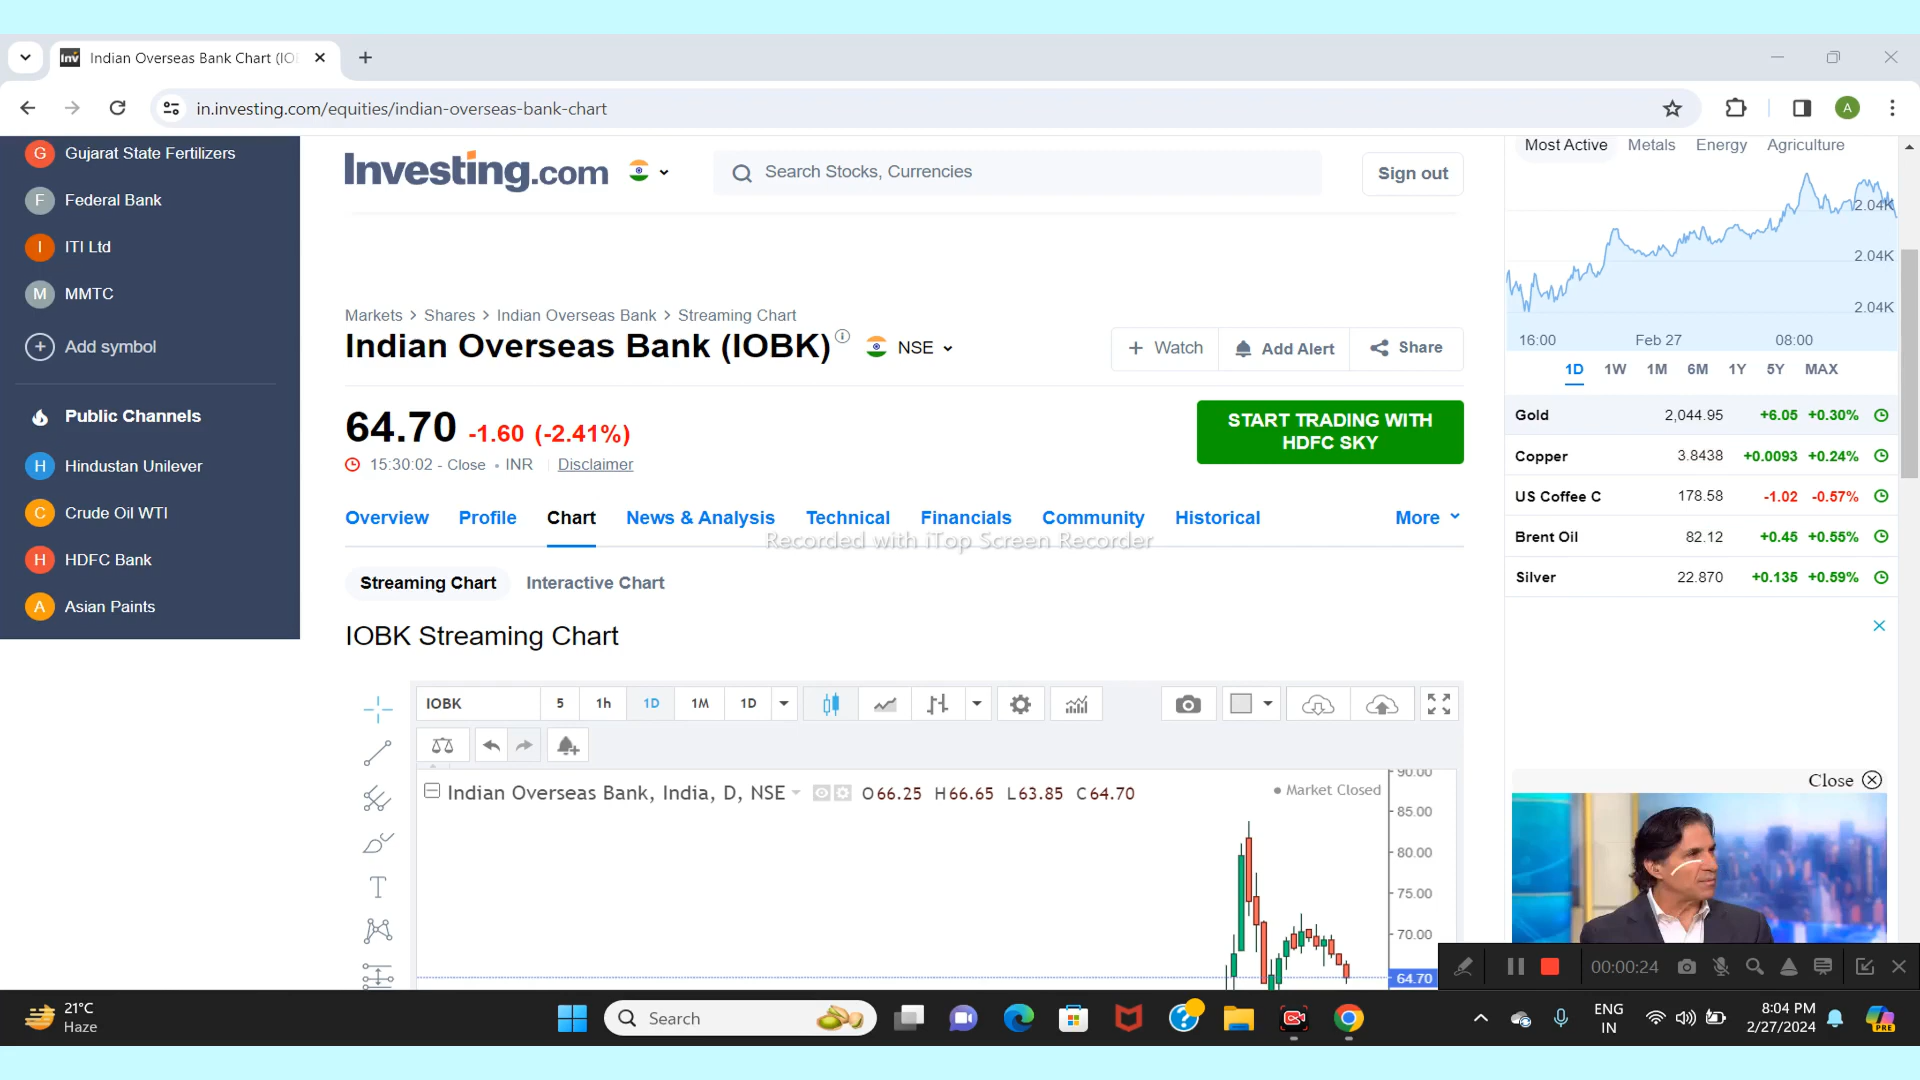 Indian Overseas Bank Chart (IO
in.investing.com/equities/indian-overseas-bank-chart
A
G Gujarat State Fertilizers
F Federal Bank
I ITI Ltd
M MMTC
Add symbol
Public Channels
H Hindustan Unilever
C Crude Oil WTI
H HDFC Bank
A Asian Paints
Investing.com
Search Stocks, Currencies
Sign out
Markets > Shares > Indian Overseas Bank > Streaming Chart
Indian Overseas Bank (IOBK)
NSE
+ Watch
Add Alert
Share
64.70 -1.60 (-2.41%)
15:30:02 - Close • INR
Disclaimer
START TRADING WITH
HDFC SKY
Overview Profile Chart News & Analysis Technical Financials Community Historical More
Recorded with iTop Screen Recorder
Streaming Chart Interactive Chart
IOBK Streaming Chart
IOBK 5 1h 1D 1M 1D
Indian Overseas Bank, India, D, NSE O66.25 H66.65 L63.85 C64.70
• Market Closed
90.00
85.00
80.00
75.00
70.00
64.70
Most Active Metals Energy Agriculture
2.04K
2.04K
2.04K
16:00 Feb 27 08:00
1D 1W 1M 6M 1Y 5Y MAX
Gold 2,044.95 +6.05 +0.30%
Copper 3.8438 +0.0093 +0.24%
US Coffee C 178.58 -1.02 -0.57%
Brent Oil 82.12 +0.45 +0.55%
Silver 22.870 +0.135 +0.59%
Close
00:00:24
21°C
Haze
Search
ENG
IN
8:04 PM
2/27/2024
PRE